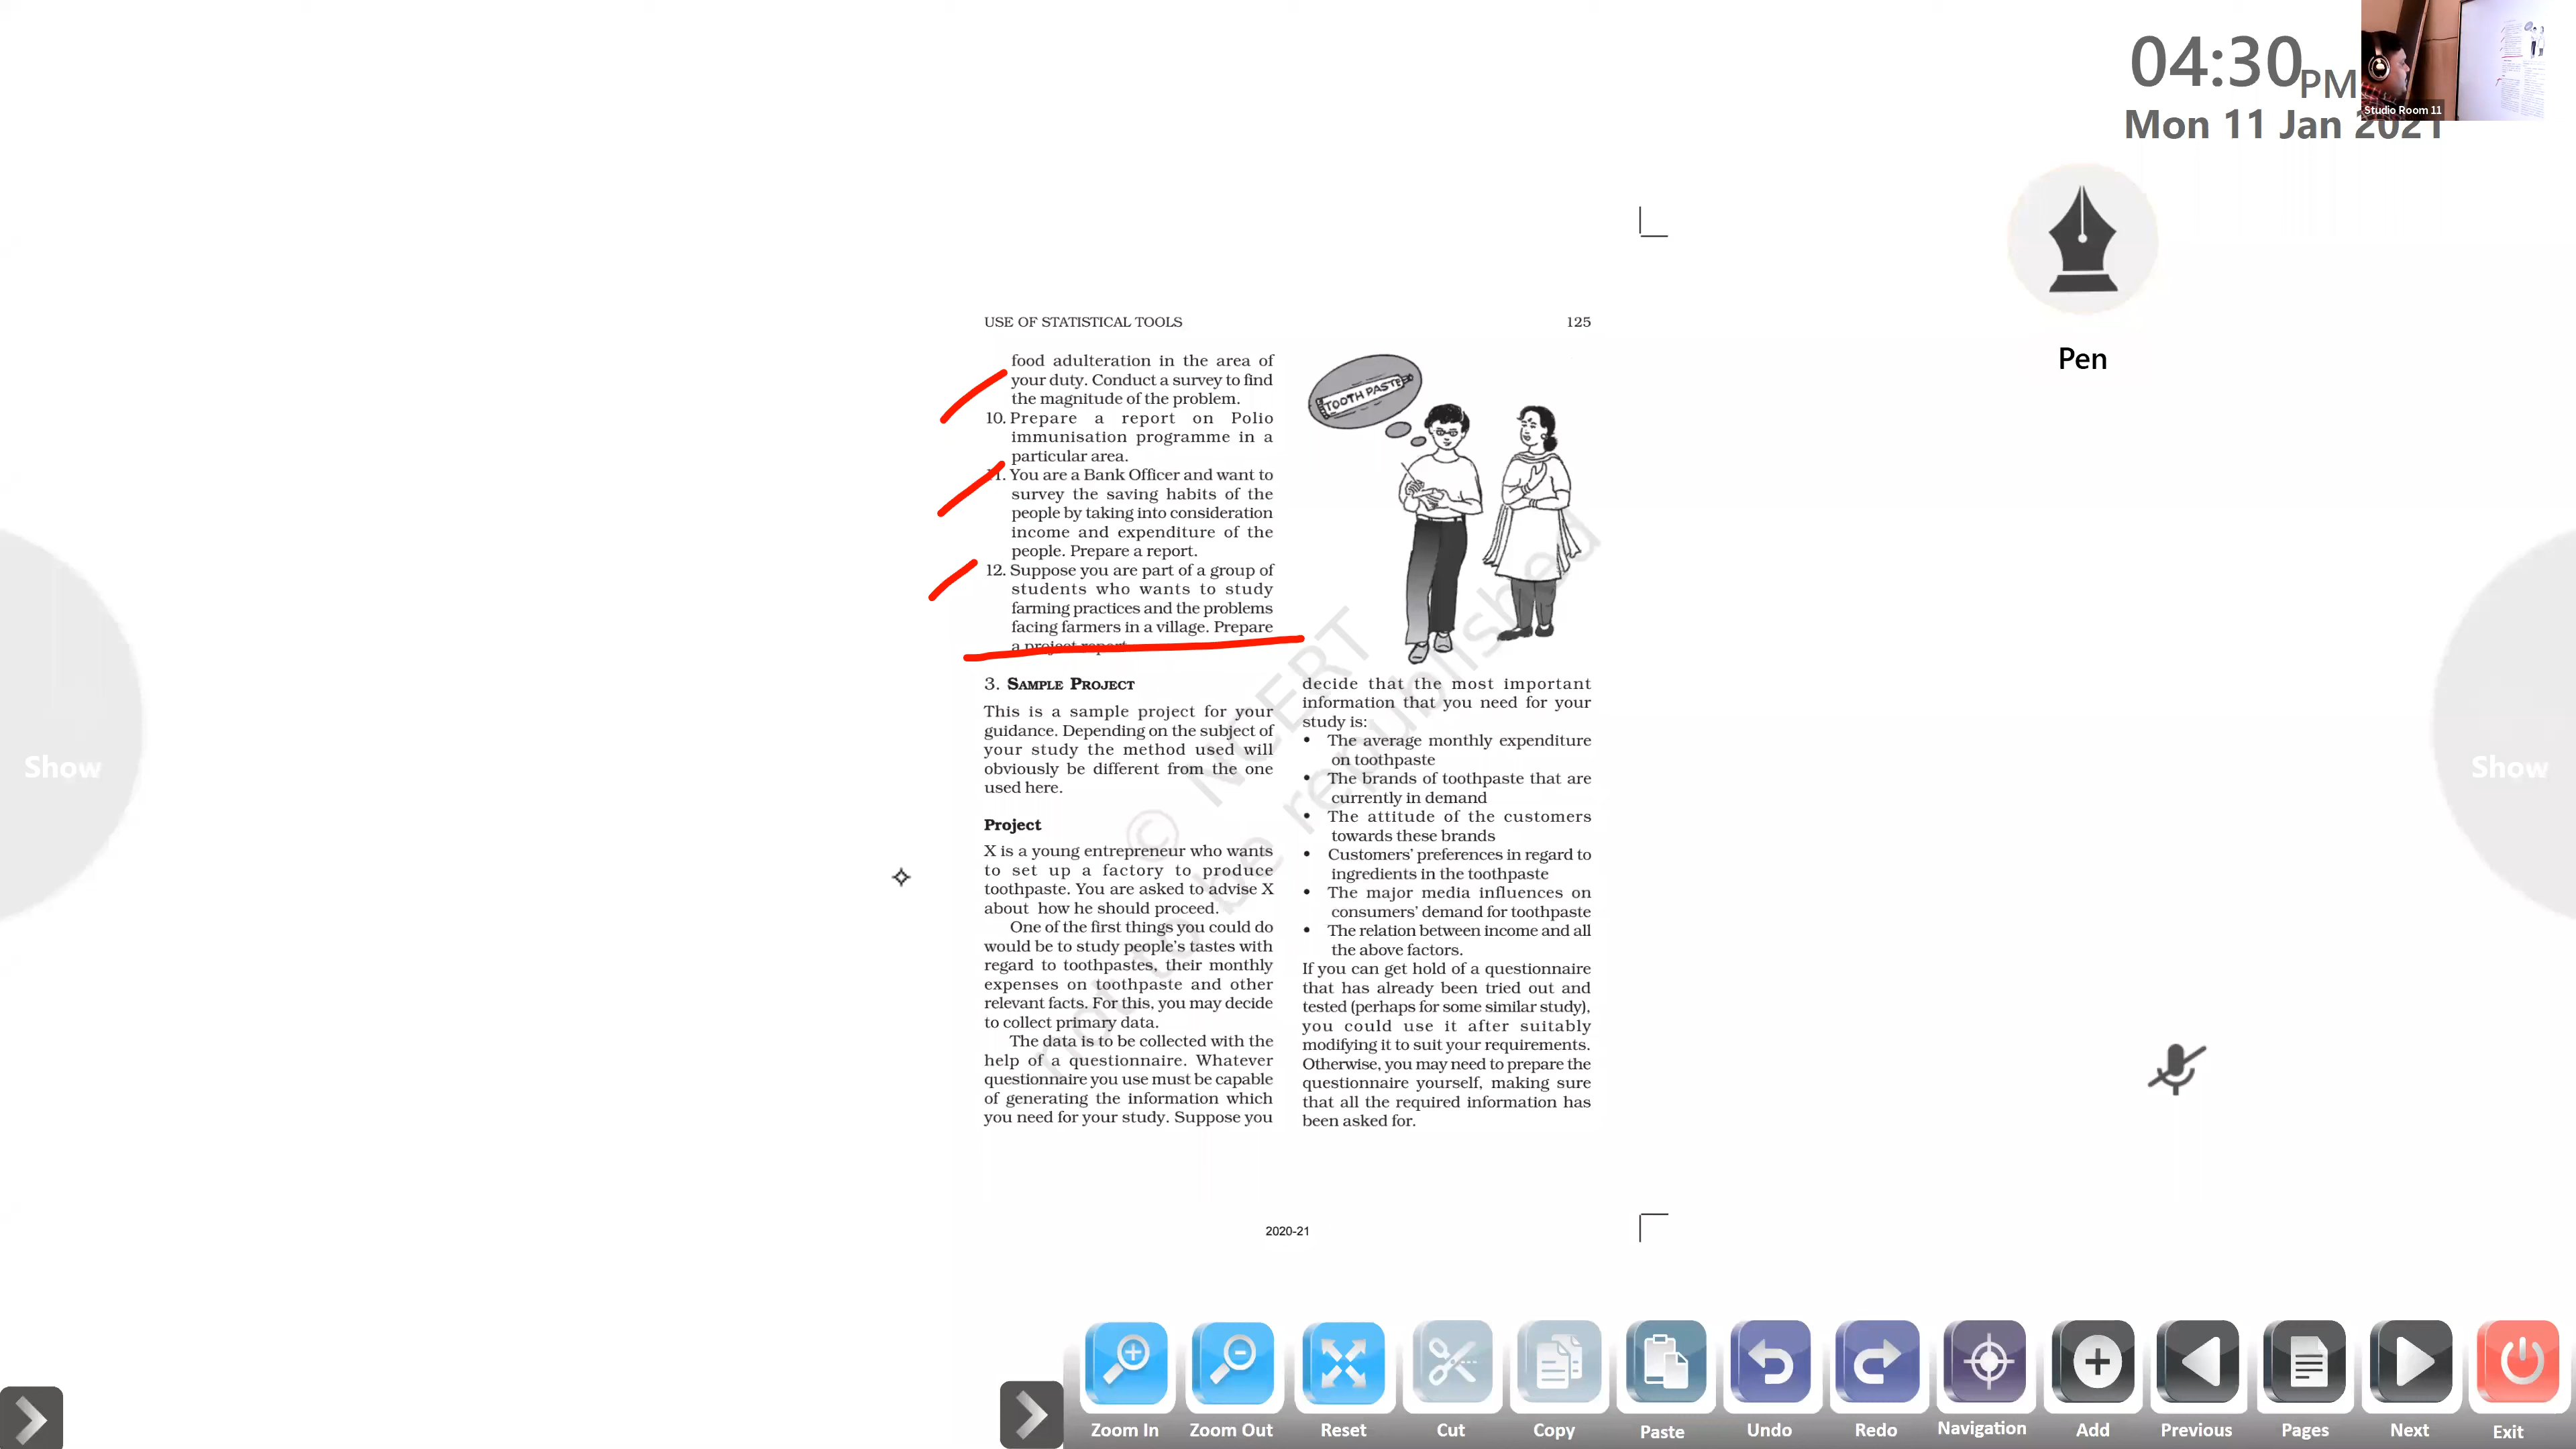 04:30 PM
Studio Room 11
Mon 11 Jan 2021
Pen
USE OF STATISTICAL TOOLS 125
food adulteration in the area of
your duty. Conduct a survey to find
the magnitude of the problem.
10. Prepare a report on Polio
immunisation programme in a
particular area.
11. You are a Bank Officer and want to
survey the saving habits of the
people by taking into consideration
income and expenditure of the
people. Prepare a report.
12. Suppose you are part of a group of
students who wants to study
farming practices and the problems
facing farmers in a village. Prepare
a project report
3. SAMPLE PROJECT
This is a sample project for your
guidance. Depending on the subject of
your study the method used will
obviously be different from the one
used here.
Project
X is a young entrepreneur who wants
to set up a factory to produce
toothpaste. You are asked to advise X
about how he should proceed.
One of the first things you could do
would be to study people's tastes with
regard to toothpastes, their monthly
expenses on toothpaste and other
relevant facts. For this, you may decide
to collect primary data.
The data is to be collected with the
help of a questionnaire. Whatever
questionnaire you use must be capable
of generating the information which
you need for your study. Suppose you
TOOTH PASTE
decide that the most important
information that you need for your
study is:
• The average monthly expenditure
on toothpaste
• The brands of toothpaste that are
currently in demand
• The attitude of the customers
towards these brands
• Customers' preferences in regard to
ingredients in the toothpaste
• The major media influences on
consumers' demand for toothpaste
• The relation between income and all
the above factors.
If you can get hold of a questionnaire
that has already been tried out and
tested (perhaps for some similar study),
you could use it after suitably
modifying it to suit your requirements.
Otherwise, you may need to prepare the
questionnaire yourself, making sure
that all the required information has
been asked for.
© NCERT
not to be republished
2020-21
Show
Show
Zoom In Zoom Out Reset Cut Copy Paste Undo Redo Navigation Add Previous Pages Next Exit